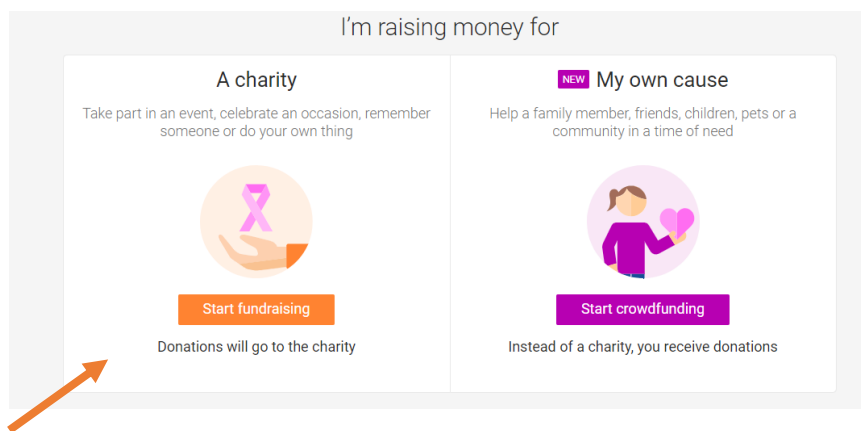 I'm raising money for
A charity
Take part in an event, celebrate an occasion, remember
someone or do your own thing
Start fundraising
Donations will go to the charity
NEW My own cause
Help a family member, friends, children, pets or a
community in a time of need
Start crowdfunding
Instead of a charity, you receive donations